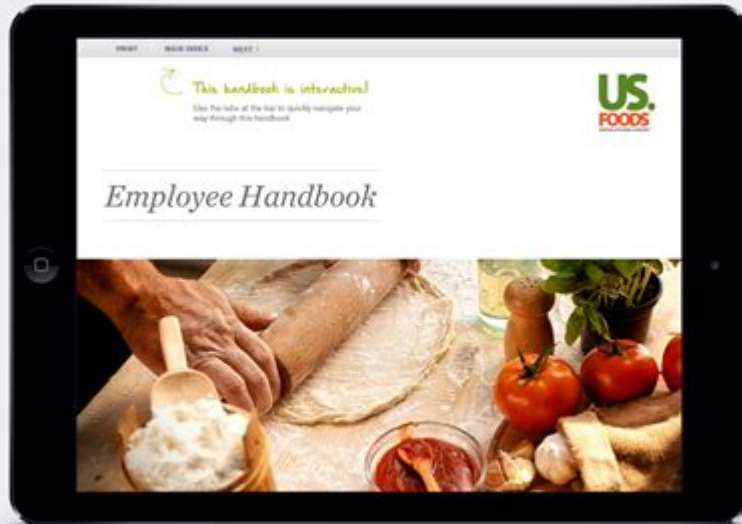 PRINT MAIN INDEX NEXT
This handbook is interactive!
Use the tabs at the top to quickly navigate your
way through this handbook
US.
FOODS
Employee Handbook